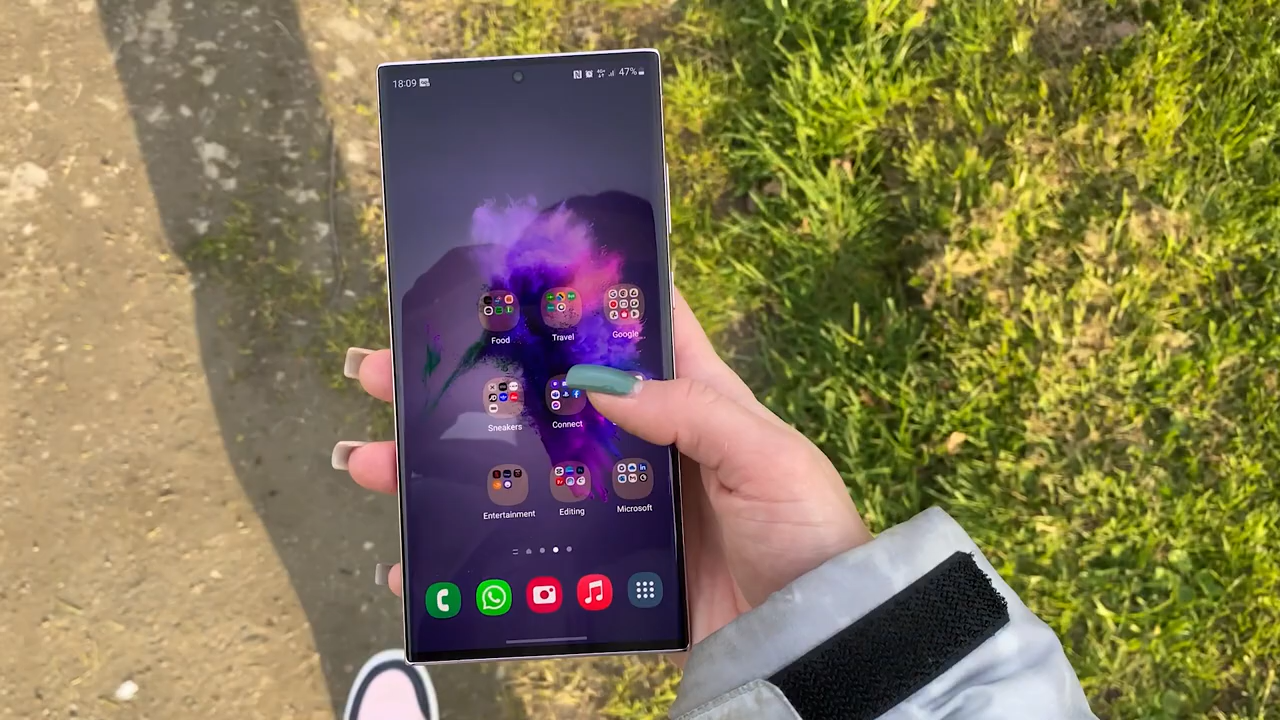 18:09
47%
Food
Travel
Google...
Sneakers
Connect
Entertainment
Editing
Microsoft